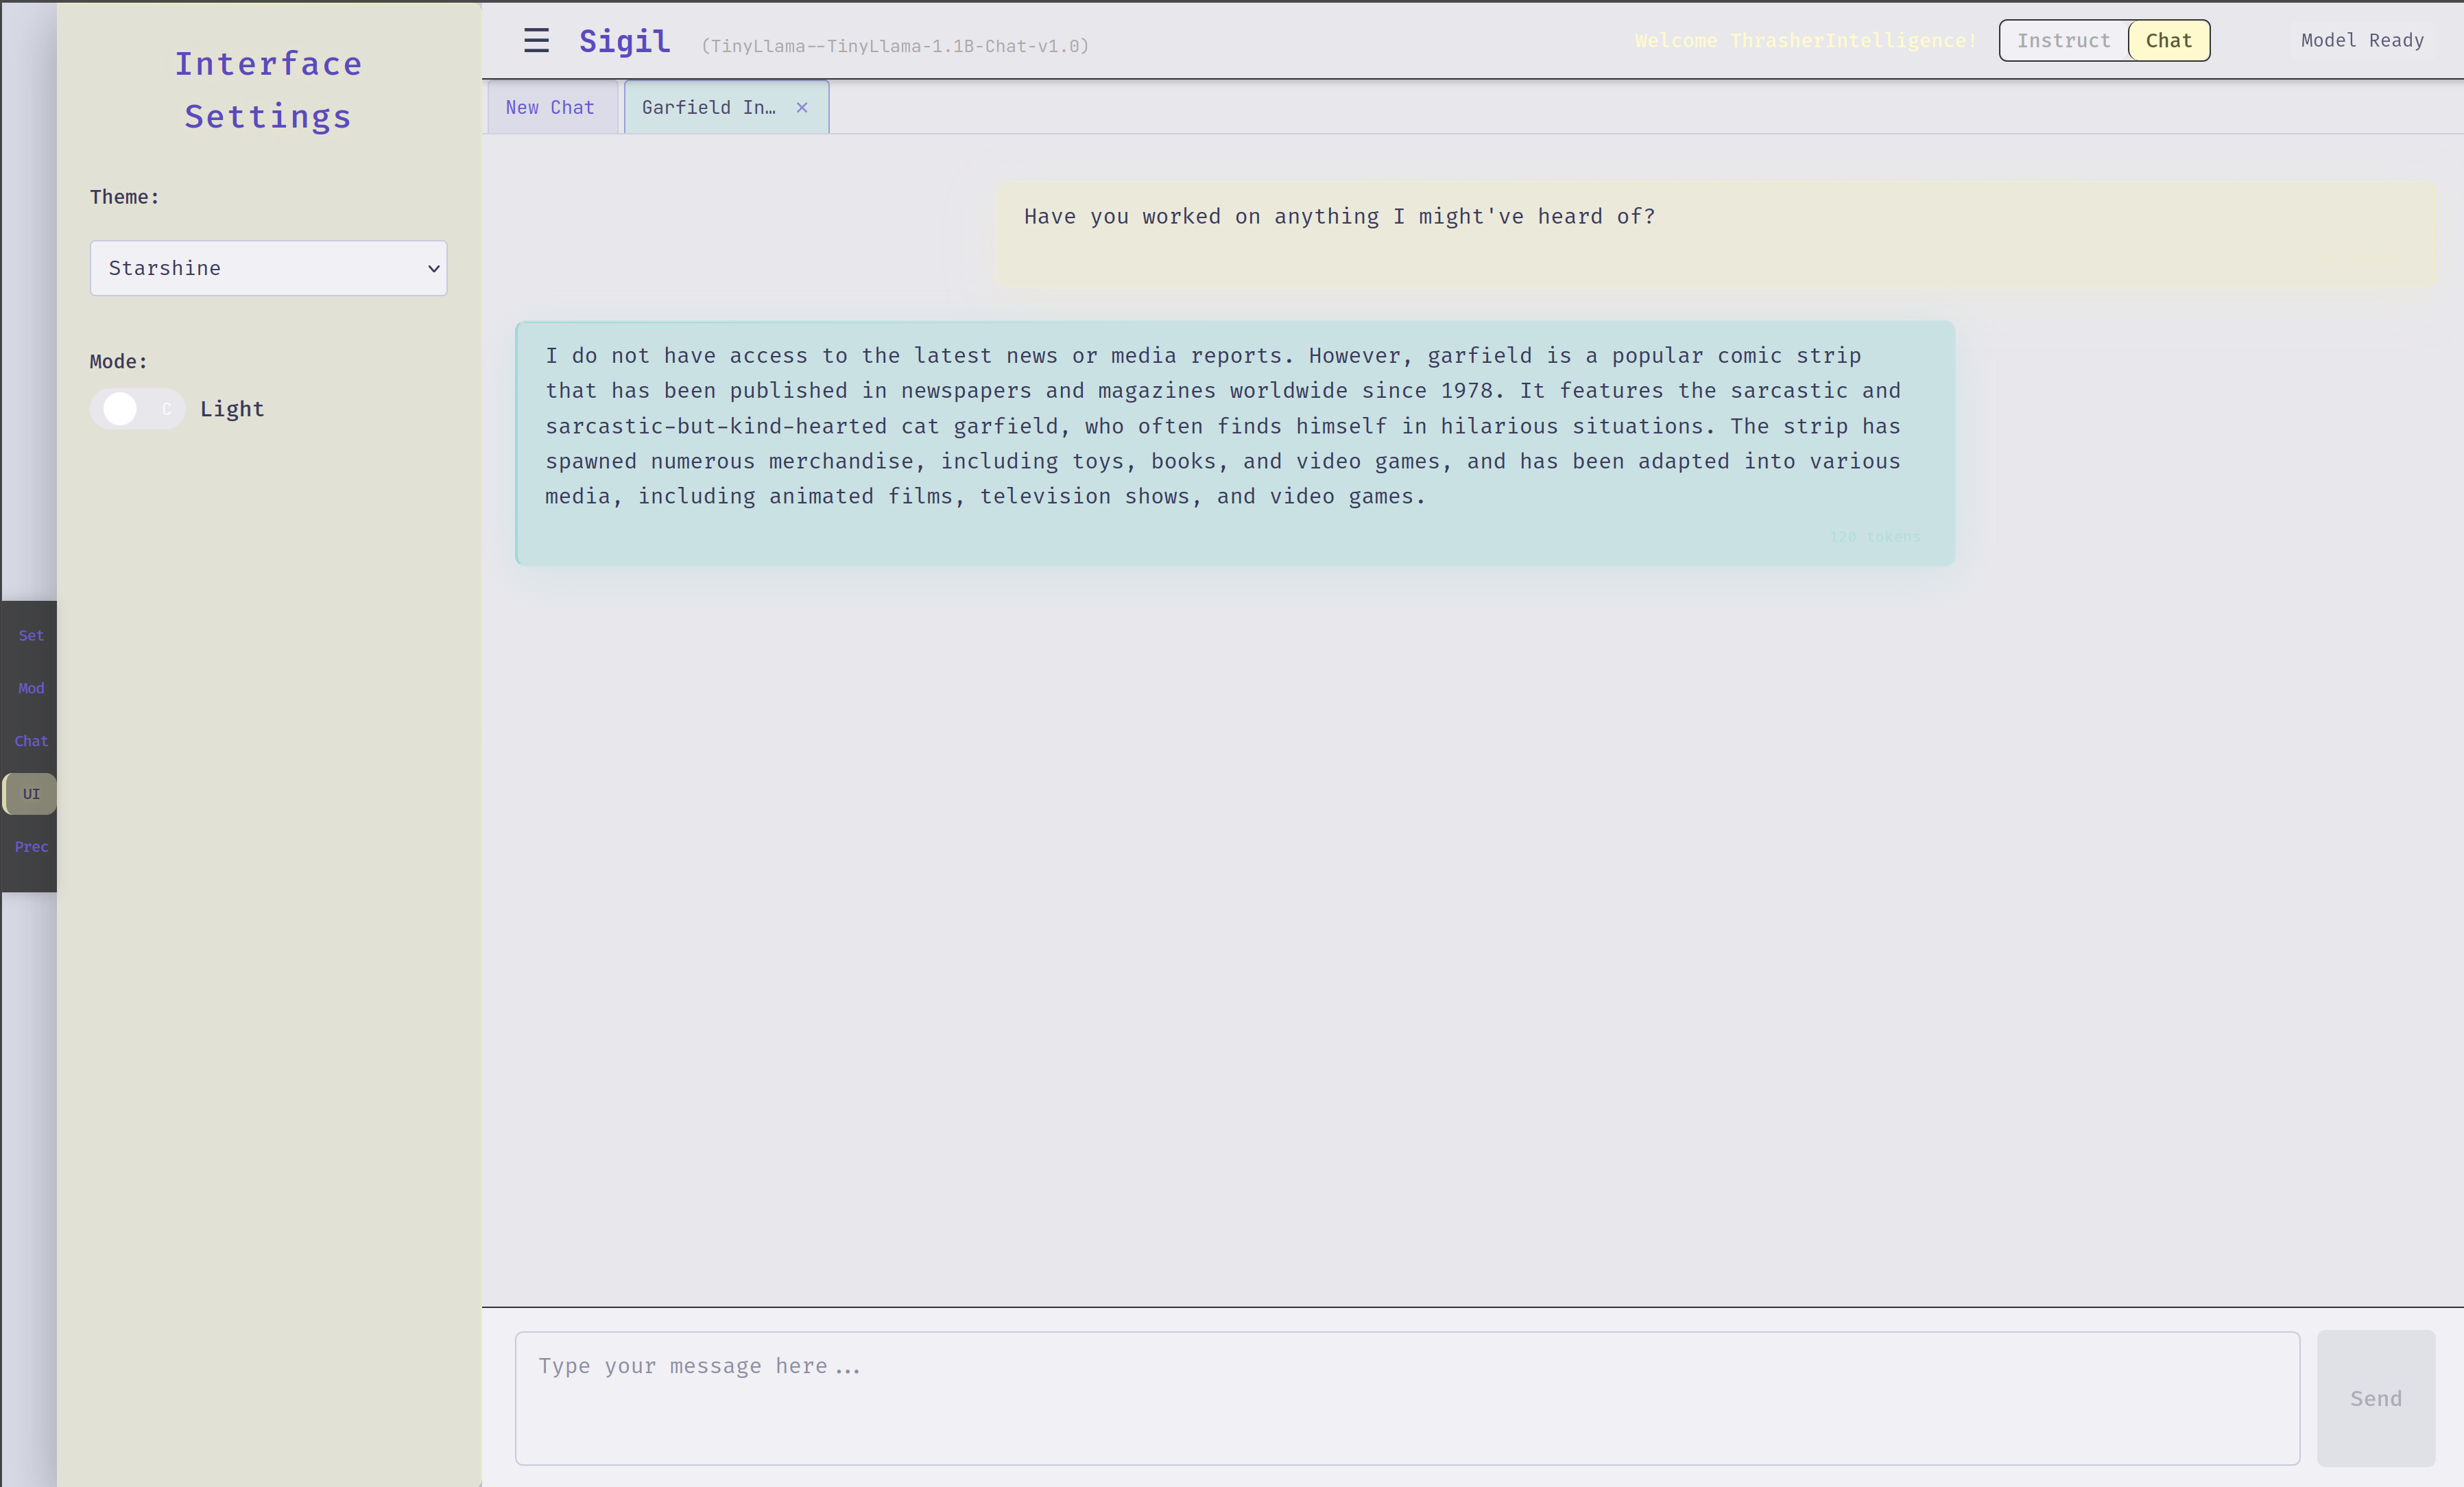 Interface
Settings
Theme:
Starshine
Mode:
C Light
Set
Mod
Chat
UI
Prec
☰ Sigil (TinyLlama--TinyLlama-1.1B-Chat-v1.0) Welcome ThrasherIntelligence! Instruct Chat Model Ready
New Chat Garfield In… ×
Have you worked on anything I might've heard of?
I do not have access to the latest news or media reports. However, garfield is a popular comic strip
that has been published in newspapers and magazines worldwide since 1978. It features the sarcastic and
sarcastic-but-kind-hearted cat garfield, who often finds himself in hilarious situations. The strip has
spawned numerous merchandise, including toys, books, and video games, and has been adapted into various
media, including animated films, television shows, and video games.
120 tokens
Type your message here...
Send